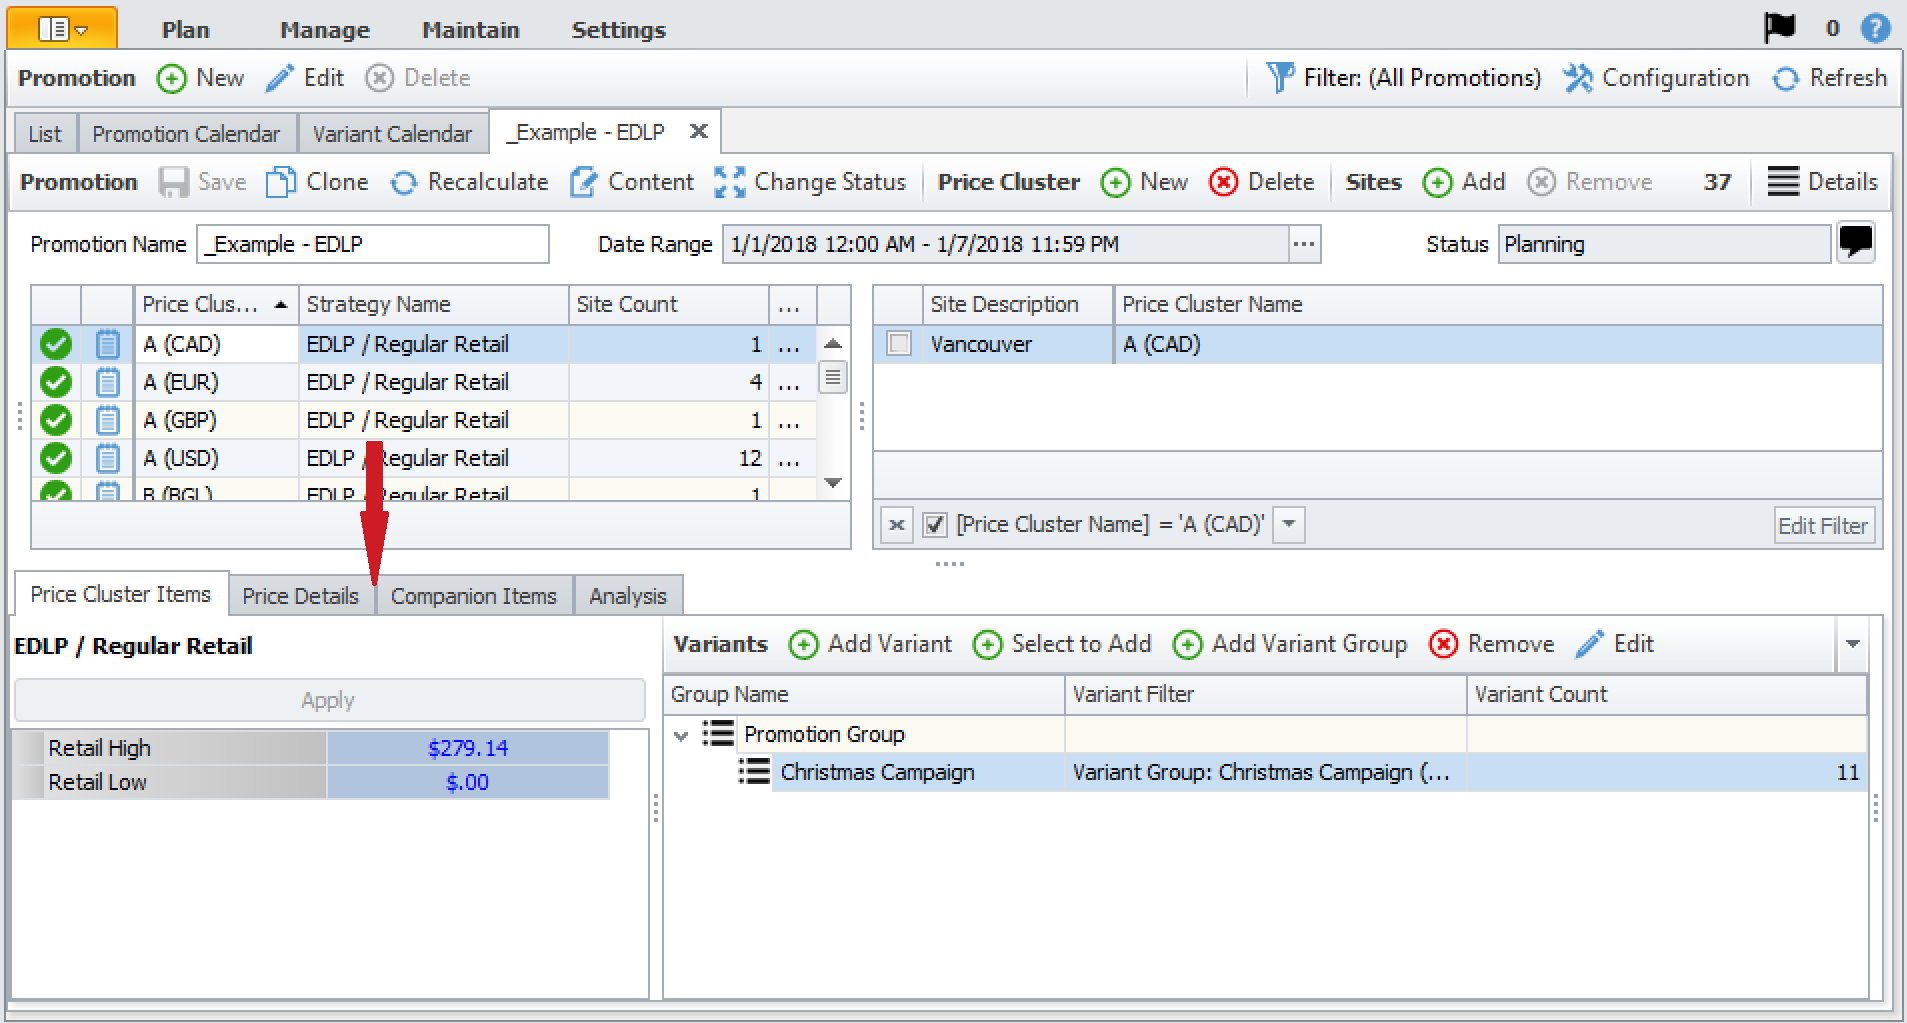 Plan Manage Maintain Settings 0 ?
Promotion New Edit Delete Filter: (All Promotions) Configuration Refresh
List Promotion Calendar Variant Calendar _Example - EDLP
Promotion Save Clone Recalculate Content Change Status Price Cluster New Delete Sites Add Remove 37 Details
Promotion Name _Example - EDLP Date Range 1/1/2018 12:00 AM - 1/7/2018 11:59 PM ... Status Planning
Price Clus... Strategy Name Site Count ...
A (CAD) EDLP / Regular Retail 1 ...
A (EUR) EDLP / Regular Retail 4 ...
A (GBP) EDLP / Regular Retail 1 ...
A (USD) EDLP / Regular Retail 12 ...
B (BGL) EDLP / Regular Retail 1
Site Description Price Cluster Name
Vancouver A (CAD)
[Price Cluster Name] = 'A (CAD)' Edit Filter
Price Cluster Items Price Details Companion Items Analysis
EDLP / Regular Retail
Apply
Retail High $279.14
Retail Low $.00
Variants Add Variant Select to Add Add Variant Group Remove Edit
Group Name Variant Filter Variant Count
Promotion Group
Christmas Campaign Variant Group: Christmas Campaign (... 11